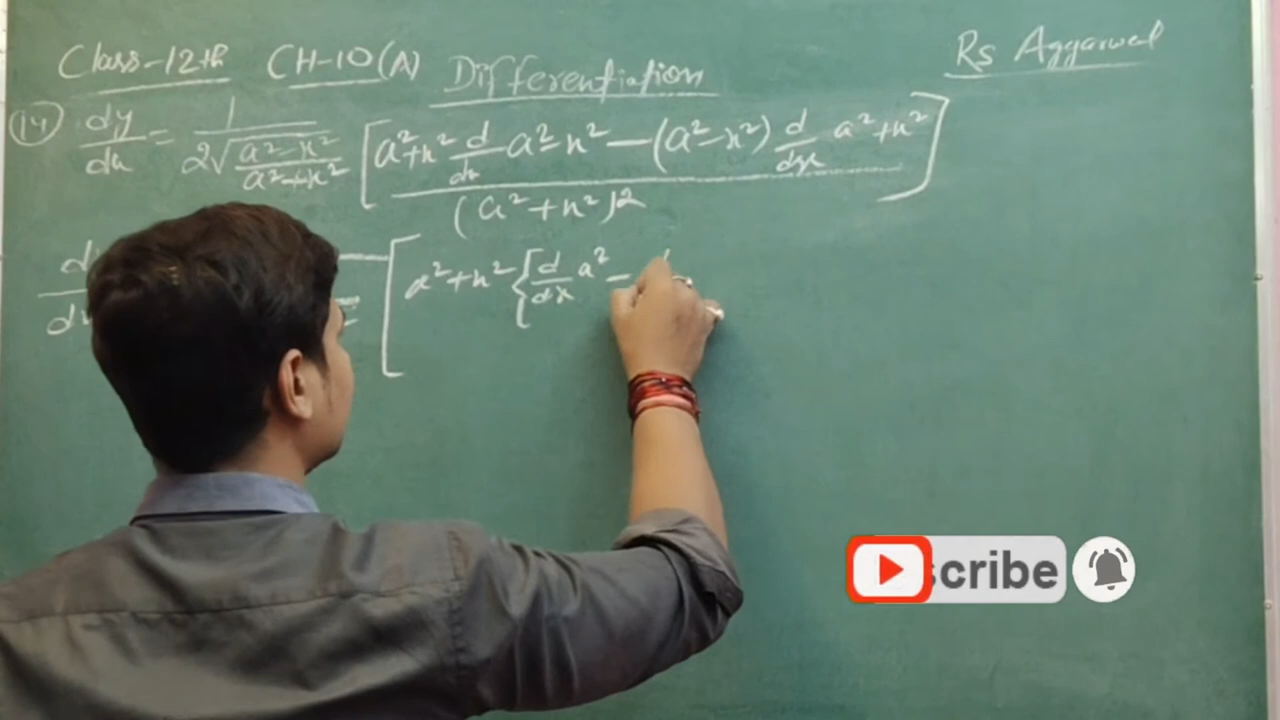 Class-12th CH-10(A) Differentiation Rs Aggarwal
(14) dy/dx = 1/(2√((a²-x²)/(a²+x²))) [(a²+x² d/dx a²-x² - (a²-x²) d/dx a²+x²)/(a²+x²)2]
[a²+x² { d/dx a² -
scribe